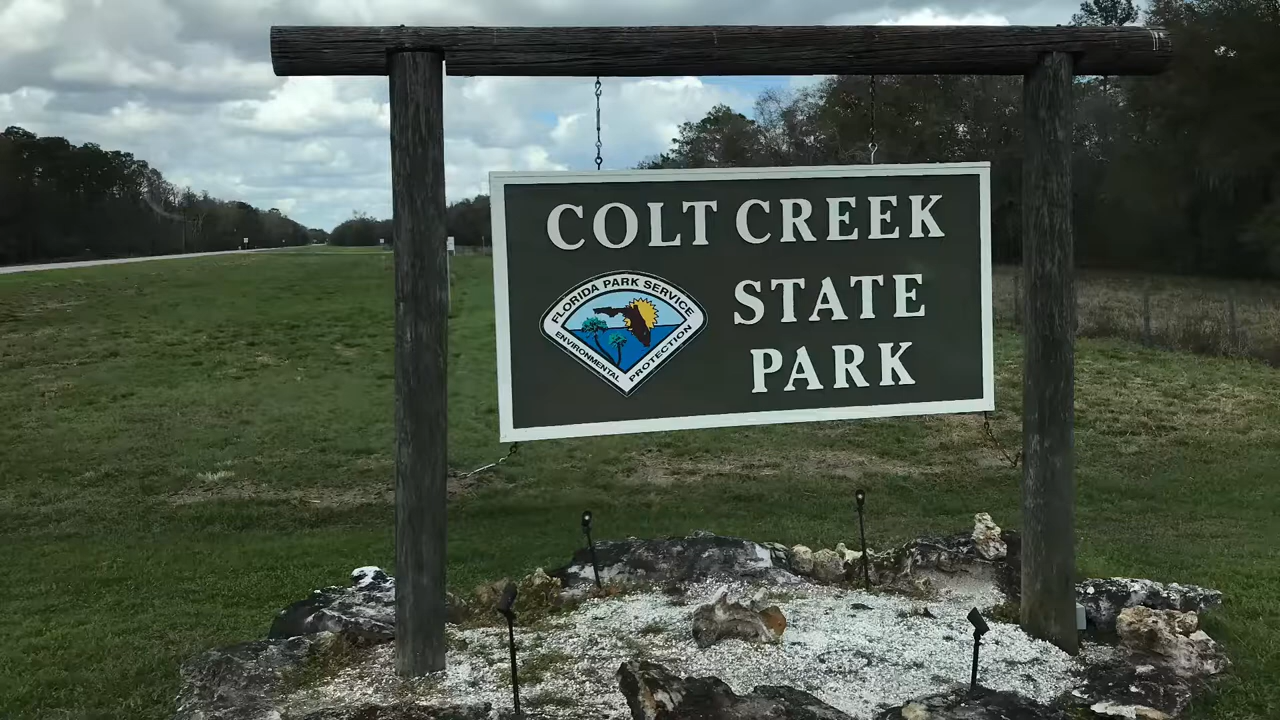 COLT CREEK
STATE
PARK
FLORIDA PARK SERVICE
ENVIRONMENTAL PROTECTION